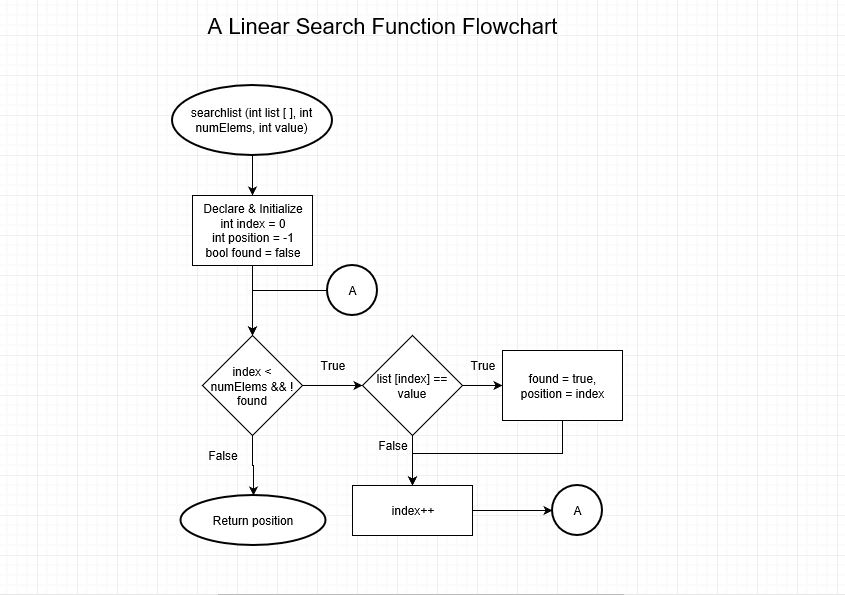 A Linear Search Function Flowchart
searchlist (int list [ ], int
numElems, int value)
Declare & Initialize
int index = 0
int position = -1
bool found = false
A
index <
numElems && !
found
True
list [index] ==
value
True
found = true,
position = index
False
False
Return position
index++
A